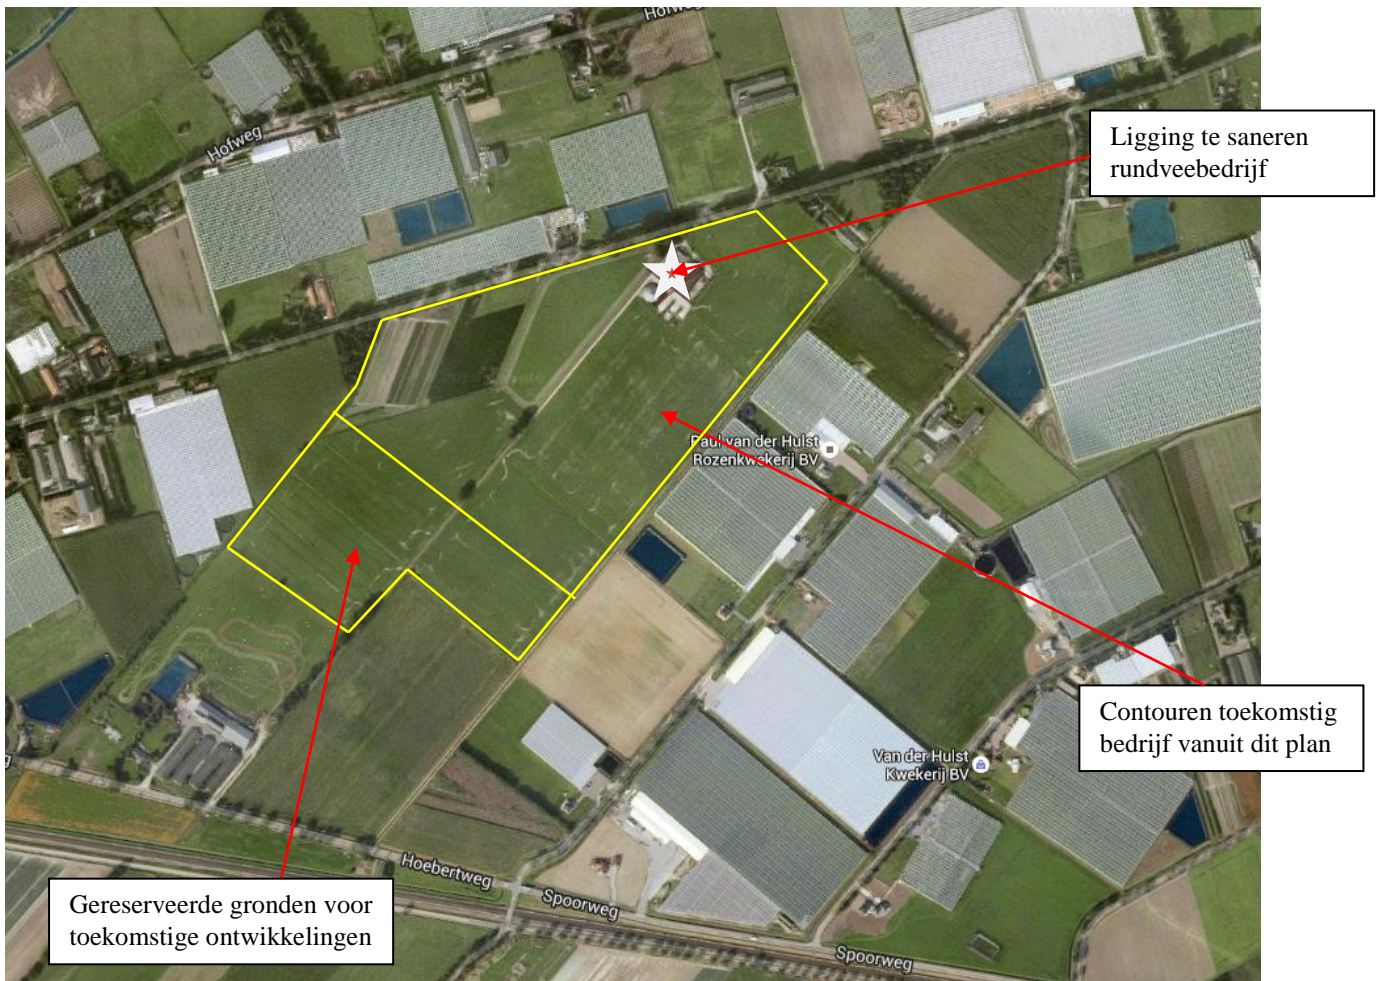 Hofweg
Hofweg
Ligging te saneren
rundveebedrijf
Paul van der Hulst
Rozenkwekerij BV
Contouren toekomstig
bedrijf vanuit dit plan
Van der Hulst
Kwekerij BV
Hoebertweg
Spoorweg
Gereserveerde gronden voor
toekomstige ontwikkelingen
Spoorweg